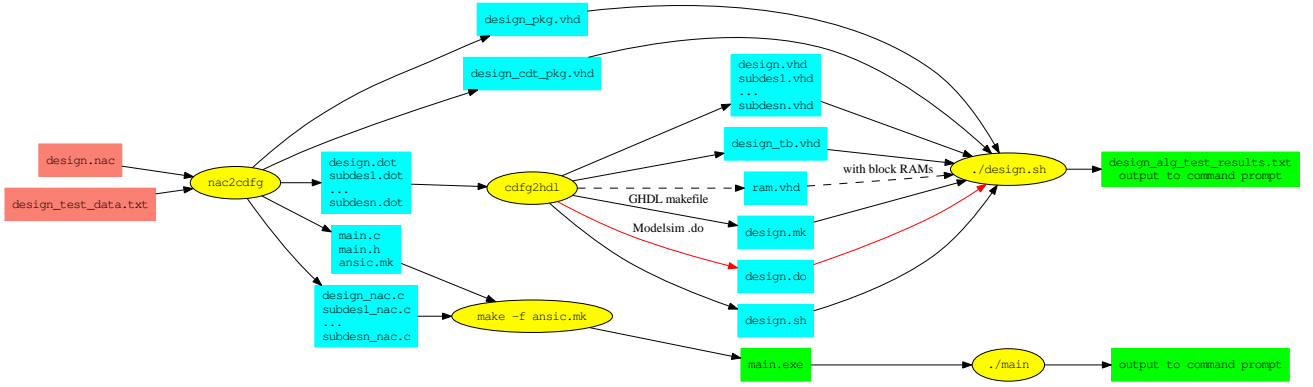 design.nac
design_test_data.txt
nac2cdfg
design_pkg.vhd
design_cdt_pkg.vhd
design.dot
subdes1.dot
...
subdesn.dot
main.c
main.h
ansic.mk
design_nac.c
subdes1_nac.c
...
subdesn_nac.c
cdfg2hdl
make -f ansic.mk
design.vhd
subdes1.vhd
...
subdesn.vhd
design_tb.vhd
ram.vhd
with block RAMs
GHDL makefile
design.mk
Modelsim .do
design.do
design.sh
main.exe
./design.sh
./main
design_alg_test_results.txt
output to command prompt
output to command prompt